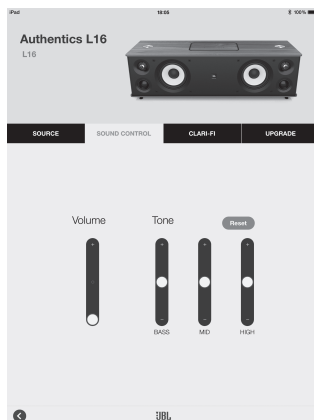 iPad 18:05 100%
Authentics L16
L16
SOURCE SOUND CONTROL CLARI-FI UPGRADE
Volume Tone Reset
+ + + +
- - -
BASS MID HIGH
JBL